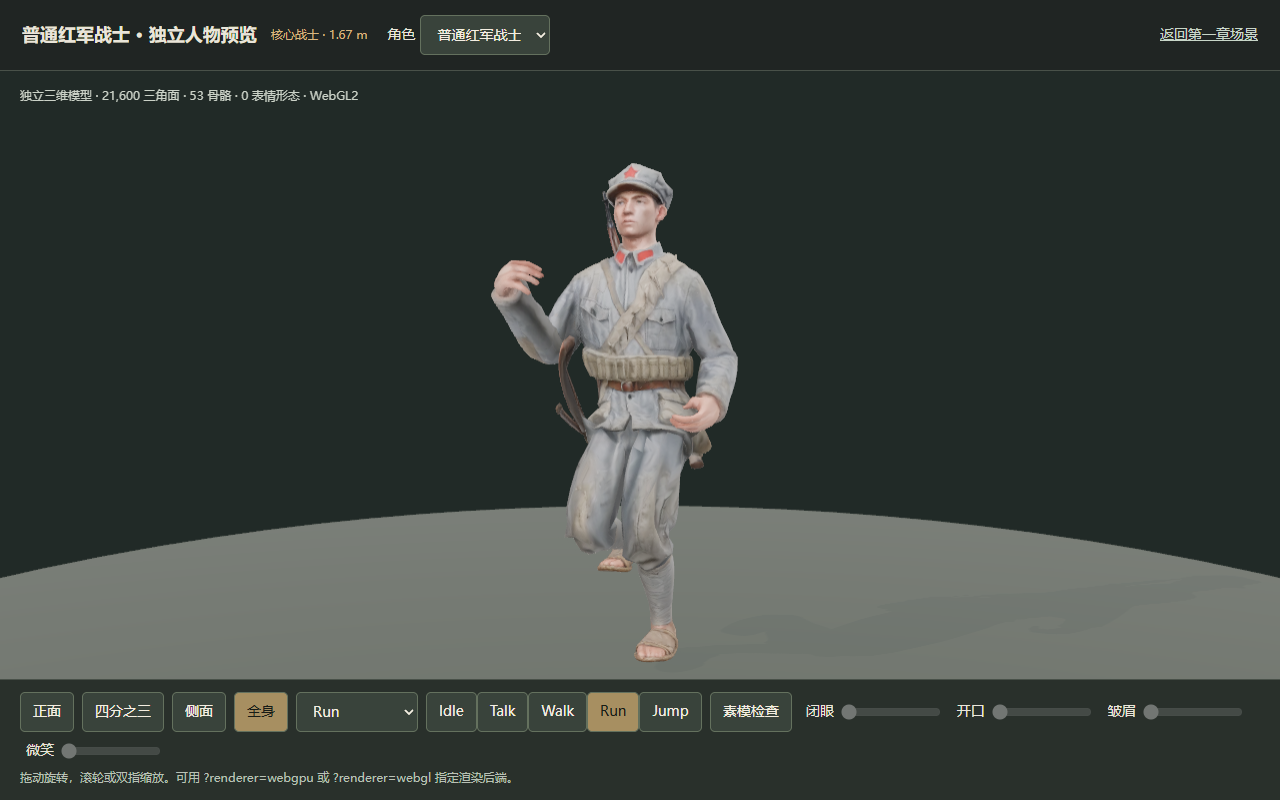 普通红军战士 • 独立人物预览 核心战士 · 1.67 m 角色 普通红军战士 返回第一章场景
独立三维模型 · 21,600 三角面 · 53 骨骼 · 0 表情形态 · WebGL2
正面 四分之三 侧面 全身 Run Idle Talk Walk Run Jump 素模检查 闭眼 开口 皱眉
微笑
拖动旋转，滚轮或双指缩放。可用 ?renderer=webgpu 或 ?renderer=webgl 指定渲染后端。